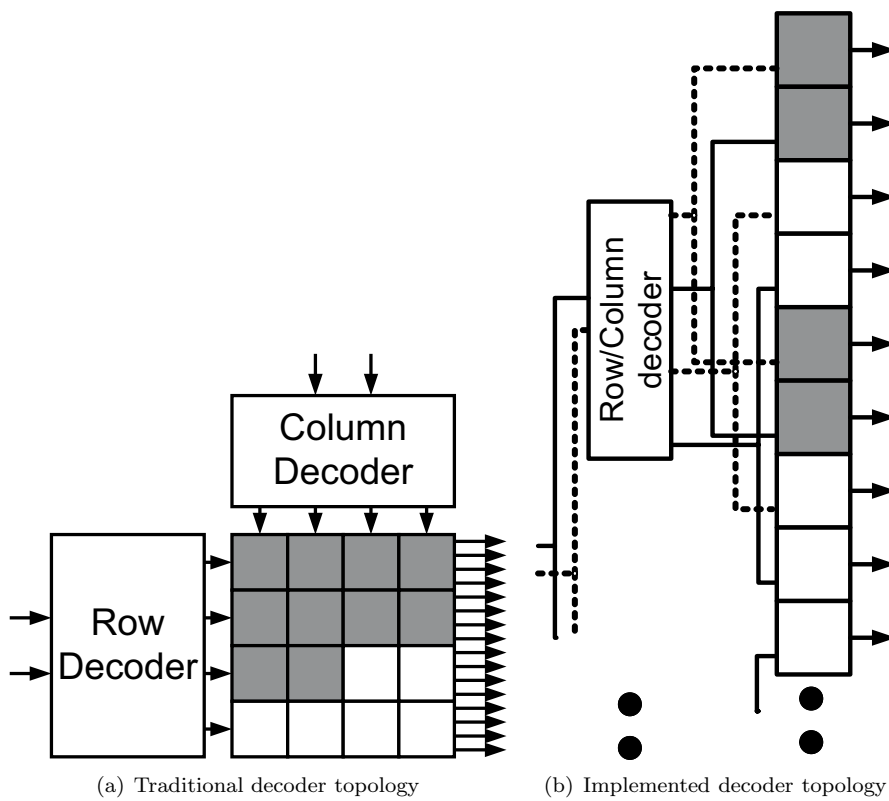 Column
Decoder
Row
Decoder
Row/Column
decoder
(a) Traditional decoder topology
(b) Implemented decoder topology